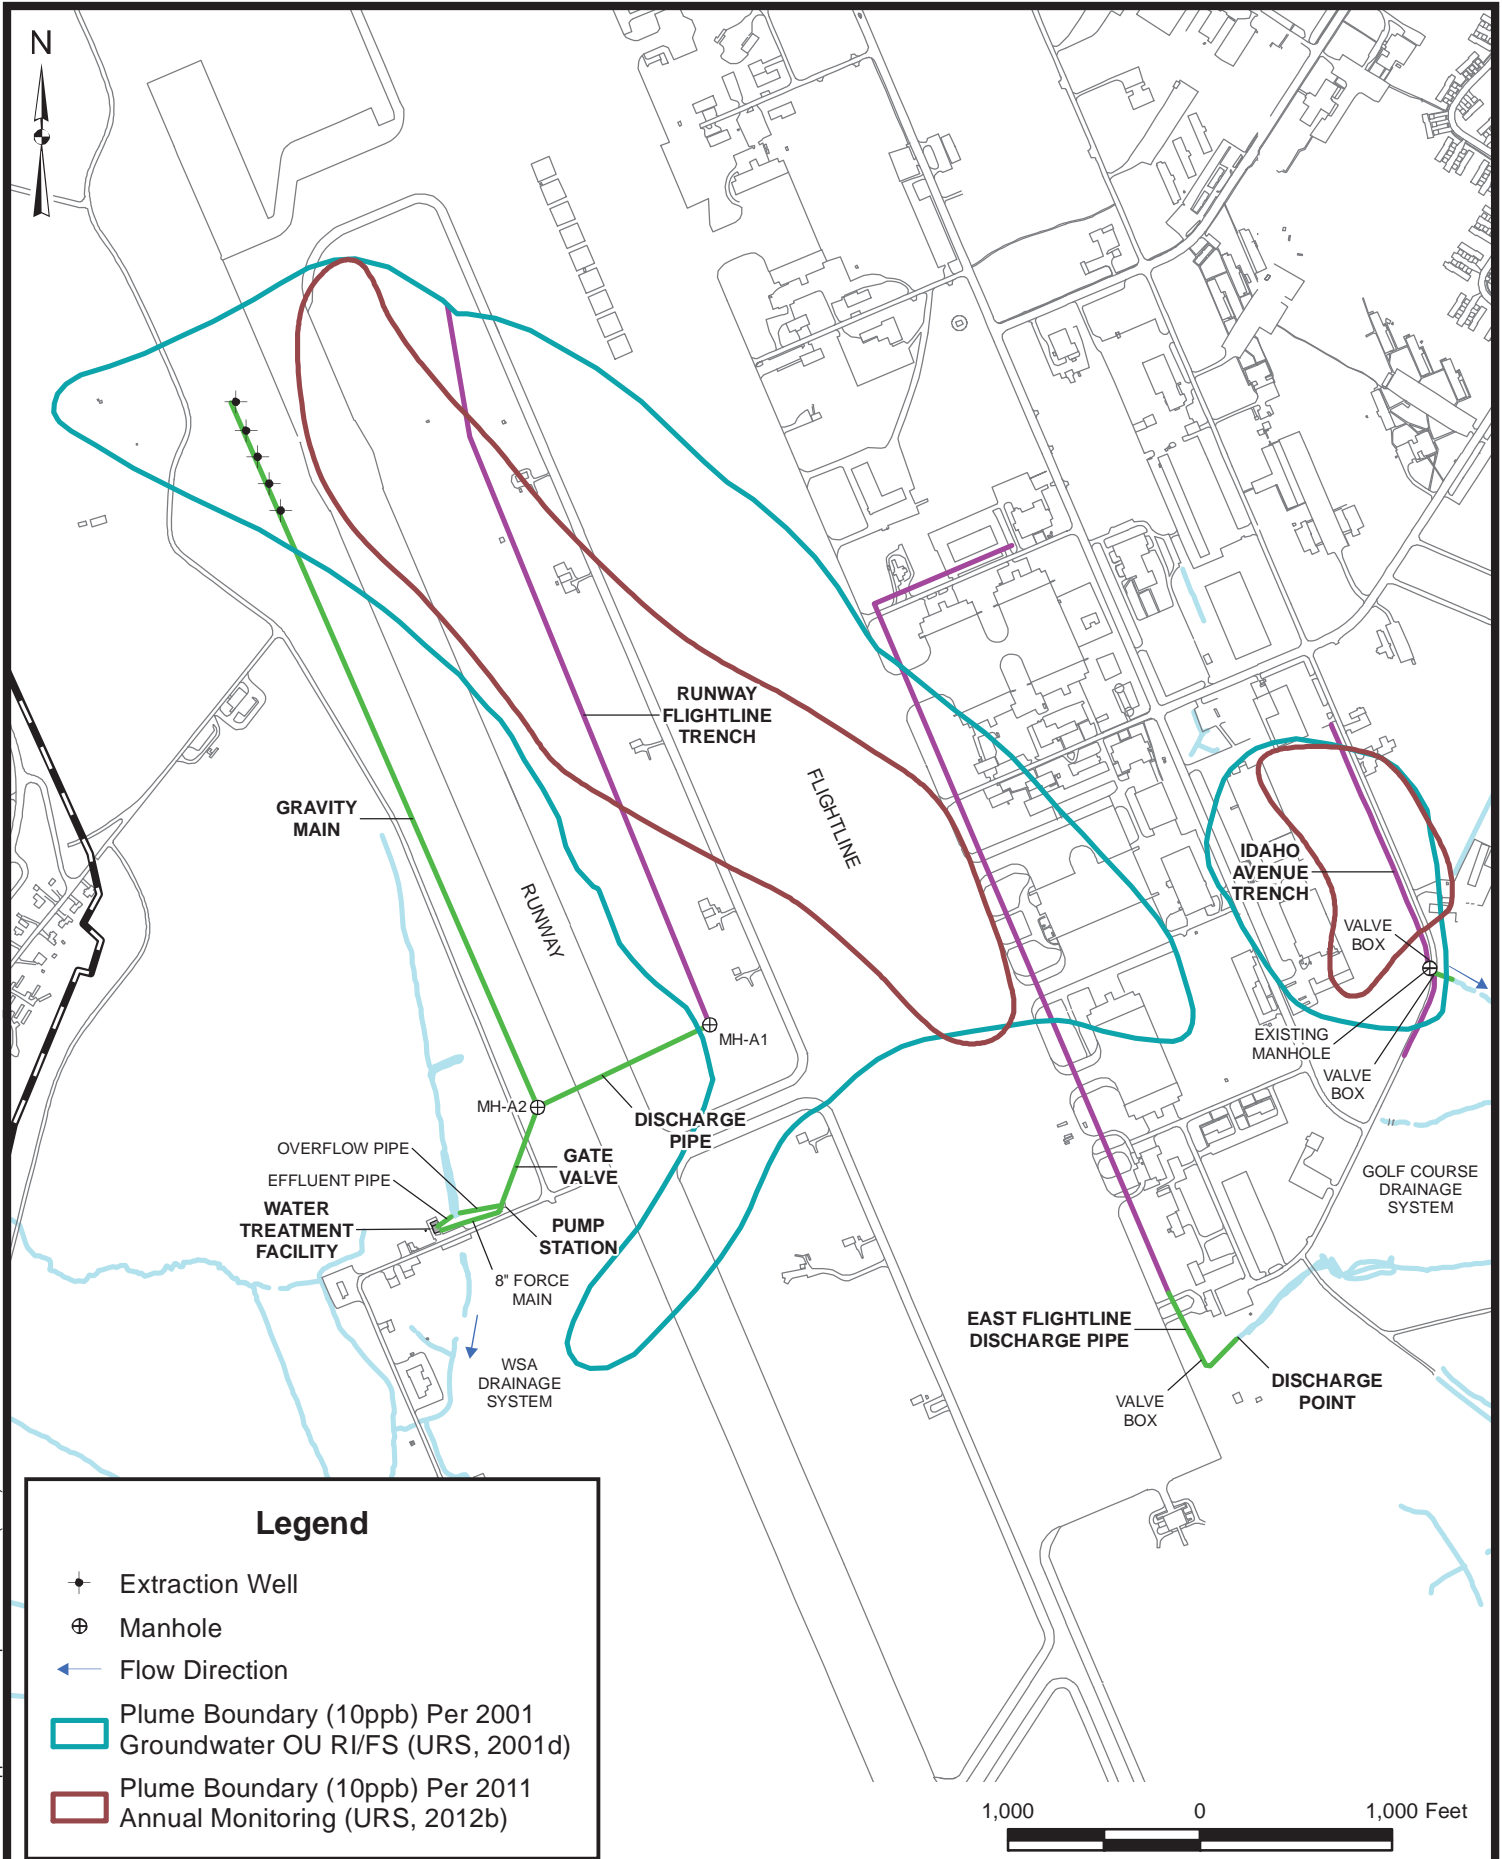 N
RUNWAY
FLIGHTLINE
TRENCH
FLIGHTLINE
GRAVITY
MAIN
RUNWAY
IDAHO
AVENUE
TRENCH
VALVE
BOX
MH-A1
EXISTING
MANHOLE
VALVE
BOX
MH-A2
DISCHARGE
PIPE
OVERFLOW PIPE
EFFLUENT PIPE
GATE
VALVE
WATER
TREATMENT
FACILITY
PUMP
STATION
8" FORCE
MAIN
GOLF COURSE
DRAINAGE
SYSTEM
WSA
DRAINAGE
SYSTEM
EAST FLIGHTLINE
DISCHARGE PIPE
VALVE
BOX
DISCHARGE
POINT
Legend
Extraction Well
Manhole
Flow Direction
Plume Boundary (10ppb) Per 2001
Groundwater OU RI/FS (URS, 2001d)
Plume Boundary (10ppb) Per 2011
Annual Monitoring (URS, 2012b)
1,000 0 1,000 Feet